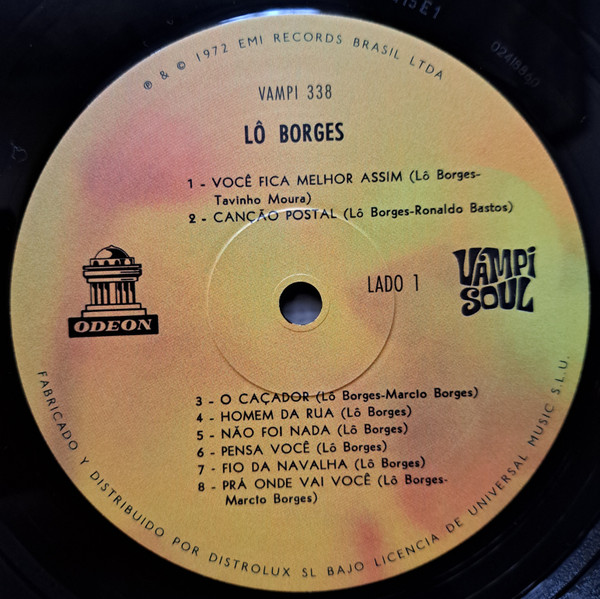 ℗ & © 1972 EMI RECORDS BRASIL LTDA
VAMPI 338
LÔ BORGES
1 - VOCÊ FICA MELHOR ASSIM (Lô Borges-
Tavinho Moura)
2 - CANÇÃO POSTAL (Lô Borges-Ronaldo Bastos)
ODEON
LADO 1
VAMPI
SOUL
3 - O CAÇADOR (Lô Borges-Marcio Borges)
4 - HOMEM DA RUA (Lô Borges)
5 - NÃO FOI NADA (Lô Borges)
6 - PENSA VOCÊ (Lô Borges)
7 - FIO DA NAVALHA (Lô Borges)
8 - PRÁ ONDE VAI VOCÊ (Lô Borges-
Marcio Borges)
FABRICADO Y DISTRIBUIDO POR DISTROLUX SL BAJO LICENCIA DE UNIVERSAL MUSIC S.L.U.